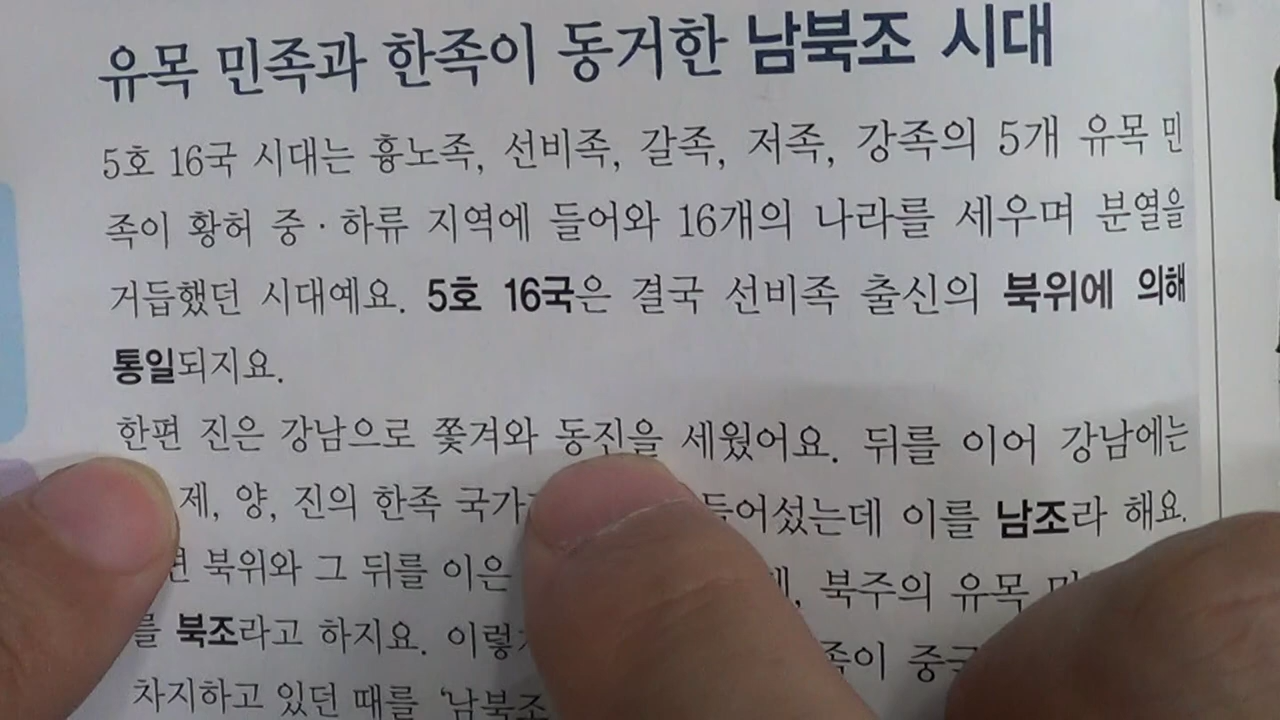 유목 민족과 한족이 동거한 남북조 시대
5호 16국 시대는 흉노족, 선비족, 갈족, 저족, 강족의 5개 유목 민
족이 황허 중·하류 지역에 들어와 16개의 나라를 세우며 분열을
거듭했던 시대예요. 5호 16국은 결국 선비족 출신의 북위에 의해
통일되지요.
한편 진은 강남으로 쫓겨와 동진을 세웠어요. 뒤를 이어 강남에는
제, 양, 진의 한족 국가 들어섰는데 이를 남조라 해요.
북위와 그 뒤를 이은 북주의 유목
를 북조라고 하지요.
차지하고 있던 때를 '남북조